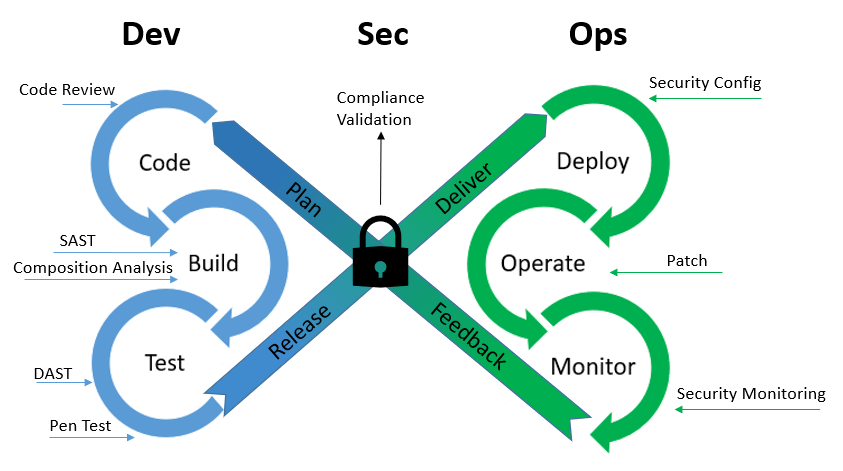 Dev
Sec
Ops
Code Review
Compliance
Validation
Security Config
Code
Plan
Deliver
Deploy
SAST
Composition Analysis
Build
Operate
Patch
Release
Feedback
Test
Monitor
DAST
Pen Test
Security Monitoring